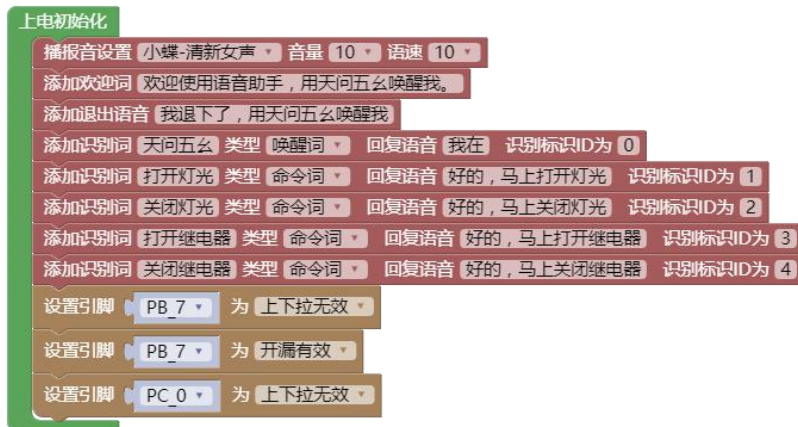 上电初始化
播报音设置 小蝶-清新女声 音量 10 语速 10
添加欢迎词 欢迎使用语音助手，用天问五幺唤醒我。
添加退出语音 我退下了，用天问五幺唤醒我
添加识别词 天问五幺 类型 唤醒词 回复语音 我在 识别标识ID为 0
添加识别词 打开灯光 类型 命令词 回复语音 好的，马上打开灯光 识别标识ID为 1
添加识别词 关闭灯光 类型 命令词 回复语音 好的，马上关闭灯光 识别标识ID为 2
添加识别词 打开继电器 类型 命令词 回复语音 好的，马上打开继电器 识别标识ID为 3
添加识别词 关闭继电器 类型 命令词 回复语音 好的，马上关闭继电器 识别标识ID为 4
设置引脚 PB_7 为 上下拉无效
设置引脚 PB_7 为 开漏有效
设置引脚 PC_0 为 上下拉无效